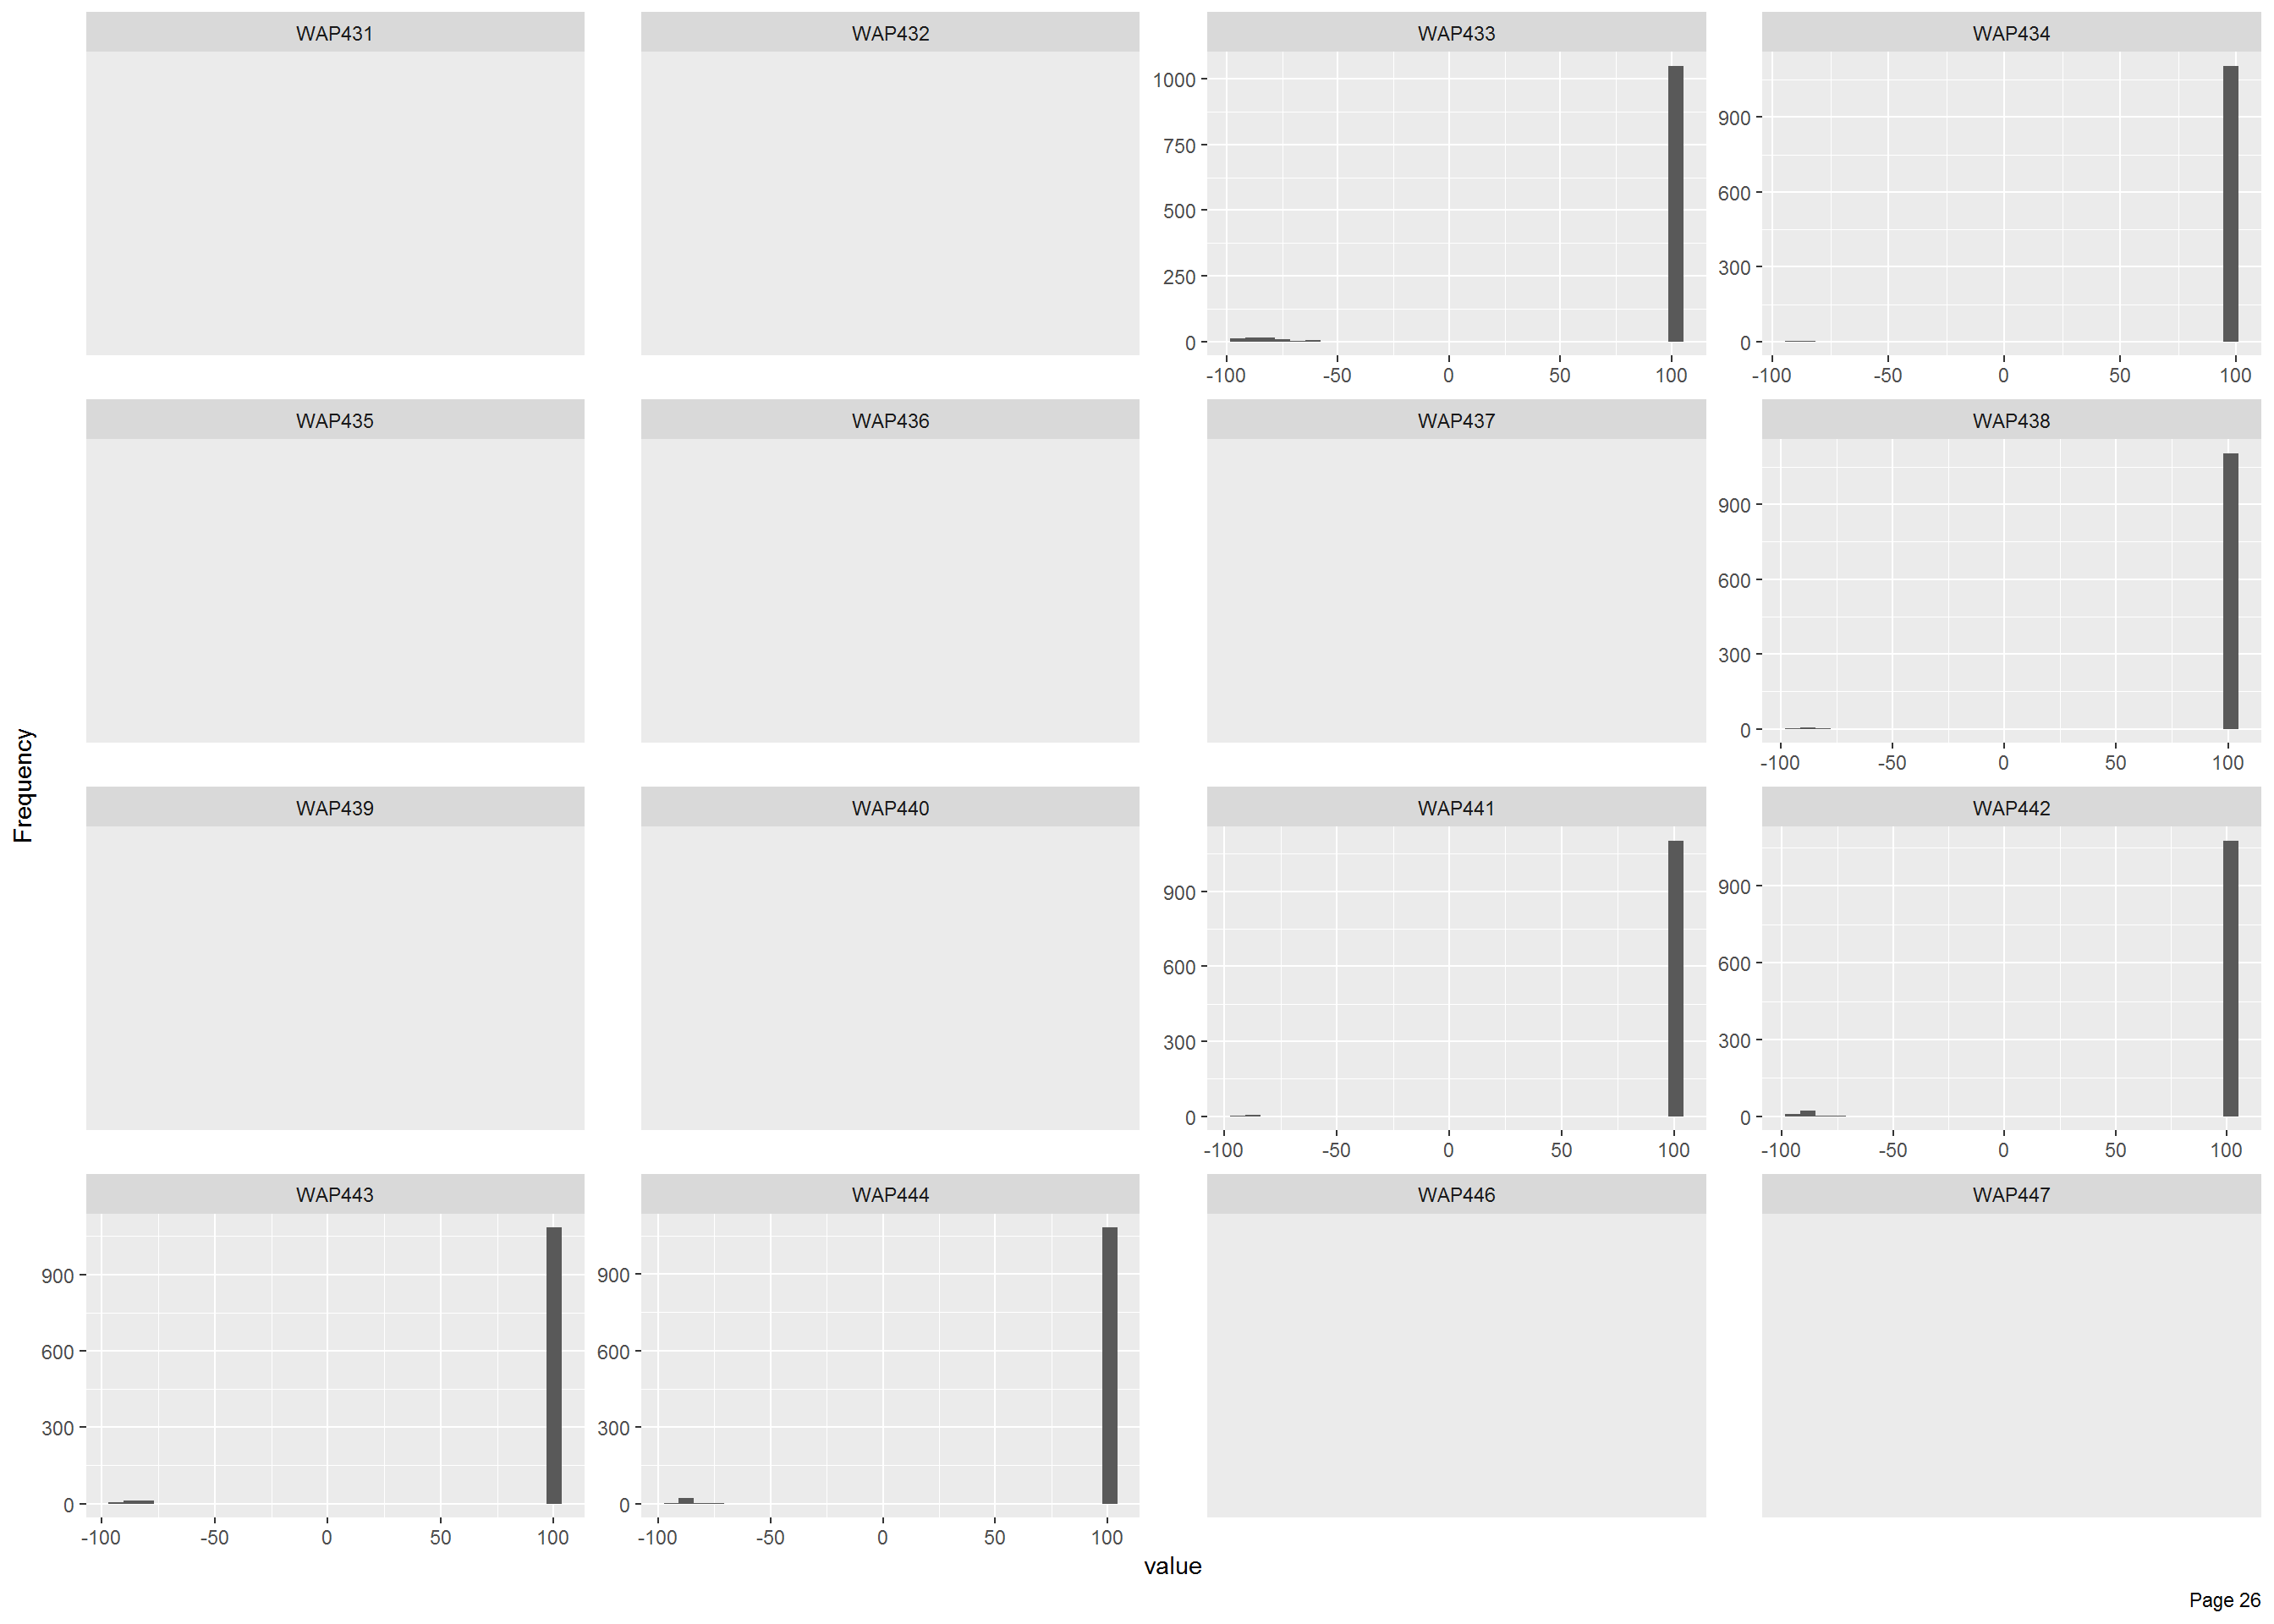 WAP431
WAP432
WAP433
WAP434
1000
750
500
250
0
-100 -50 0 50 100
900
600
300
0
-100 -50 0 50 100
WAP435
WAP436
WAP437
WAP438
900
600
300
0
-100 -50 0 50 100
WAP439
WAP440
WAP441
WAP442
900
600
300
0
-100 -50 0 50 100
900
600
300
0
-100 -50 0 50 100
WAP443
WAP444
WAP446
WAP447
900
600
300
0
-100 -50 0 50 100
900
600
300
0
-100 -50 0 50 100
Frequency
value
Page 26